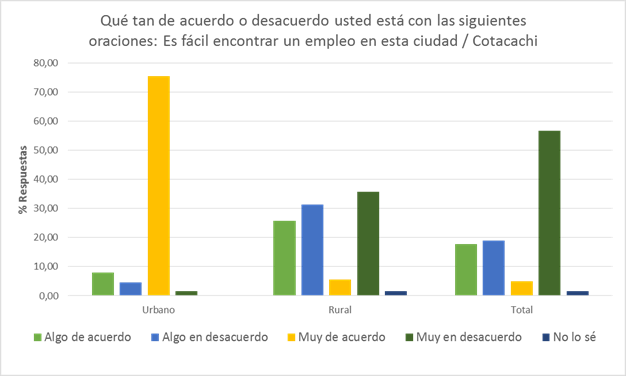 Qué tan de acuerdo o desacuerdo usted está con las siguientes
oraciones: Es fácil encontrar un empleo en esta ciudad / Cotacachi
80,00
70,00
60,00
50,00
40,00
30,00
20,00
10,00
0,00
% Respuestas
Urbano Rural Total
Algo de acuerdo Algo en desacuerdo Muy de acuerdo Muy en desacuerdo No lo sé